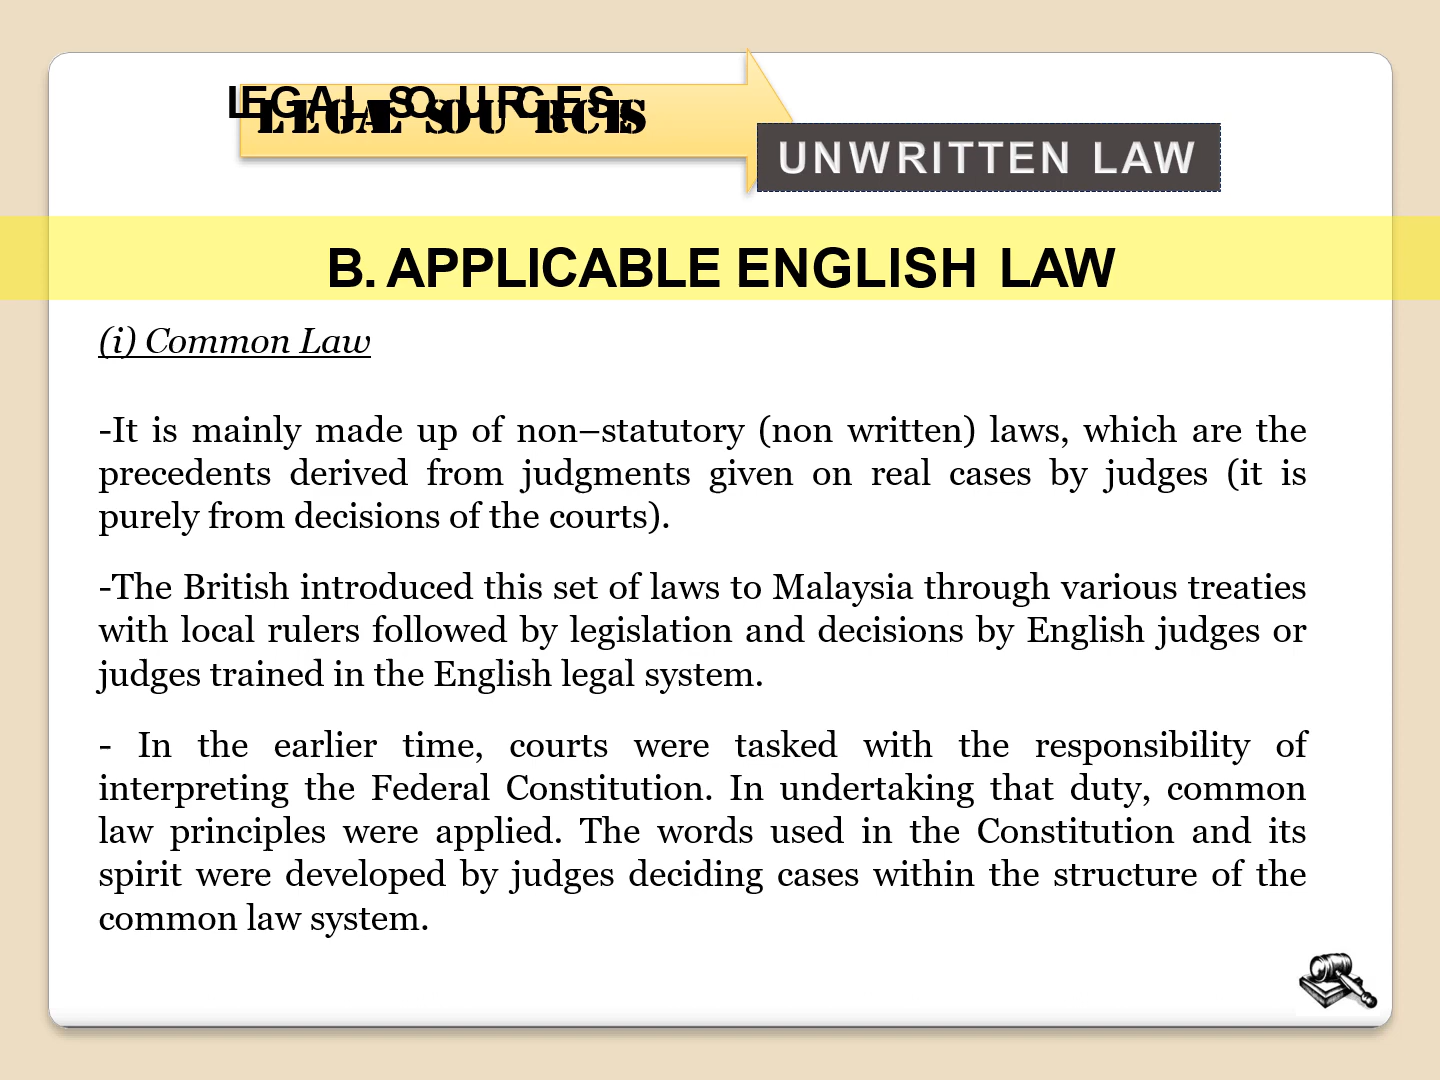 LEGAL SOURCES
UNWRITTEN LAW
B. APPLICABLE ENGLISH LAW
(i) Common Law
-It is mainly made up of non–statutory (non written) laws, which are the
precedents derived from judgments given on real cases by judges (it is
purely from decisions of the courts).
-The British introduced this set of laws to Malaysia through various treaties
with local rulers followed by legislation and decisions by English judges or
judges trained in the English legal system.
- In the earlier time, courts were tasked with the responsibility of
interpreting the Federal Constitution. In undertaking that duty, common
law principles were applied. The words used in the Constitution and its
spirit were developed by judges deciding cases within the structure of the
common law system.